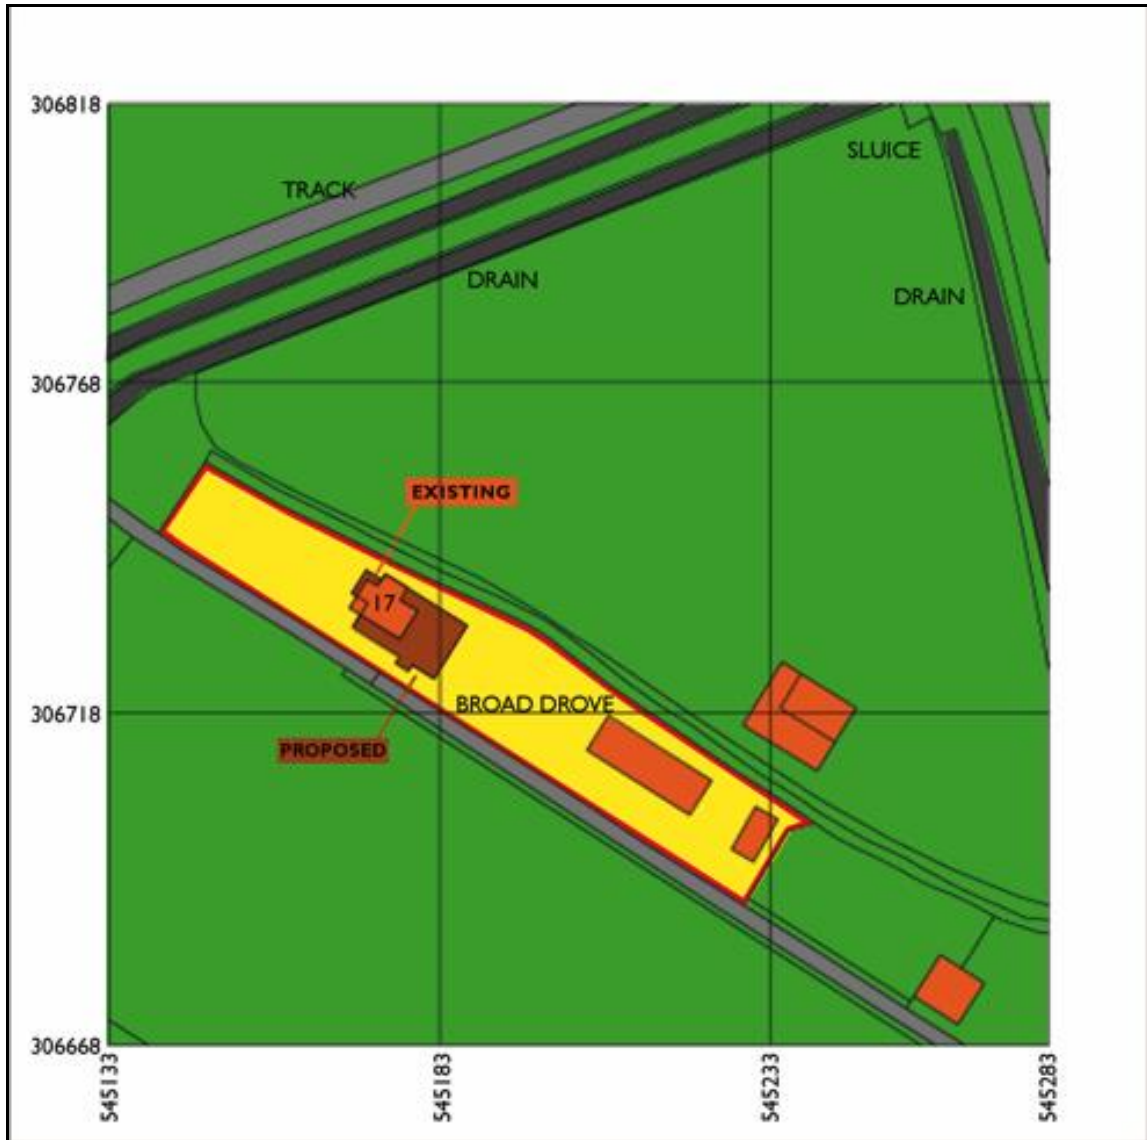 306818
SLUICE
TRACK
DRAIN
DRAIN
306768
EXISTING
17
306718
BROAD DROVE
PROPOSED
306668
545133
545183
545233
545283